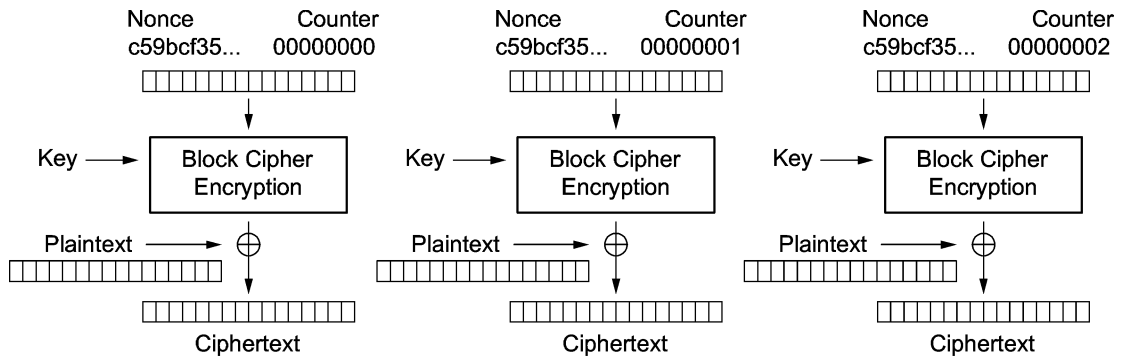 Nonce Counter
c59bcf35... 00000000
Key
Block Cipher
Encryption
Plaintext
Ciphertext
Nonce Counter
c59bcf35... 00000001
Key
Block Cipher
Encryption
Plaintext
Ciphertext
Nonce Counter
c59bcf35... 00000002
Key
Block Cipher
Encryption
Plaintext
Ciphertext